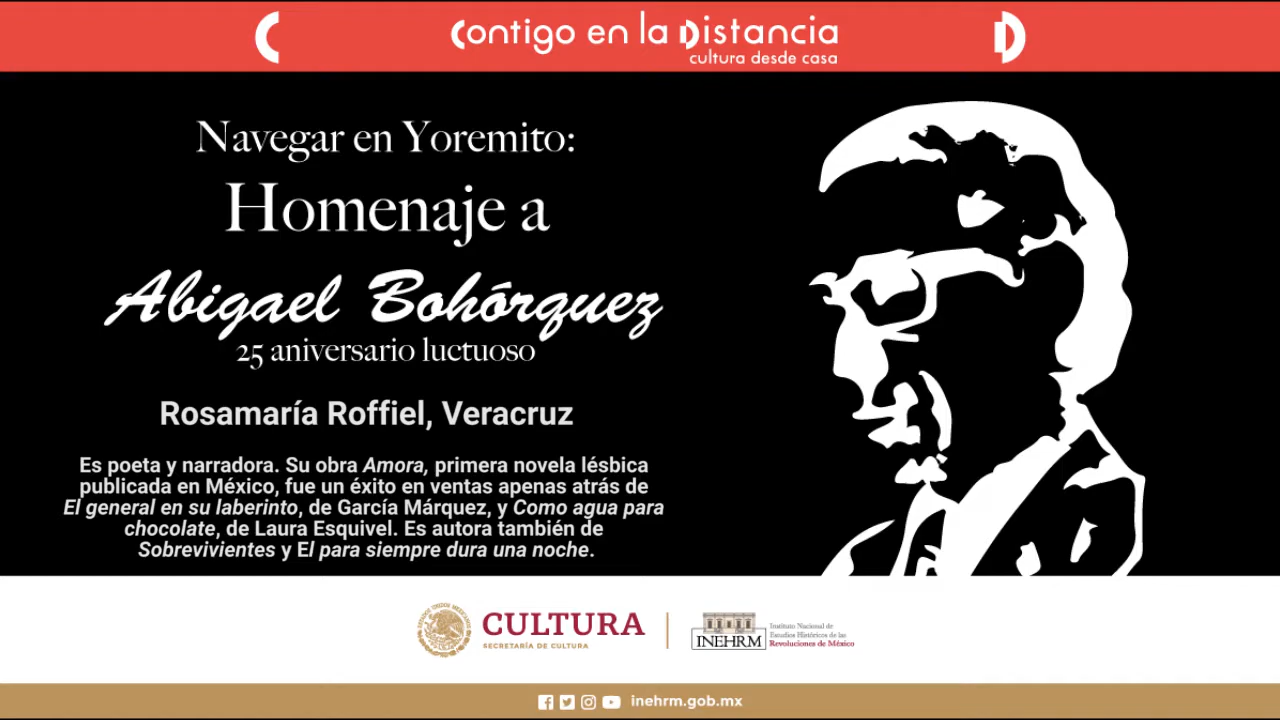 Contigo en la Distancia
cultura desde casa
Navegar en Yoremito:
Homenaje a
Abigael Bohórquez
25 aniversario luctuoso
Rosamaría Roffiel, Veracruz
Es poeta y narradora. Su obra Amora, primera novela lésbica
publicada en México, fue un éxito en ventas apenas atrás de
El general en su laberinto, de García Márquez, y Como agua para
chocolate, de Laura Esquivel. Es autora también de
Sobrevivientes y El para siempre dura una noche.
CULTURA
SECRETARÍA DE CULTURA
INEHRM
Instituto Nacional de
Estudios Históricos de las
Revoluciones de México
inehrm.gob.mx